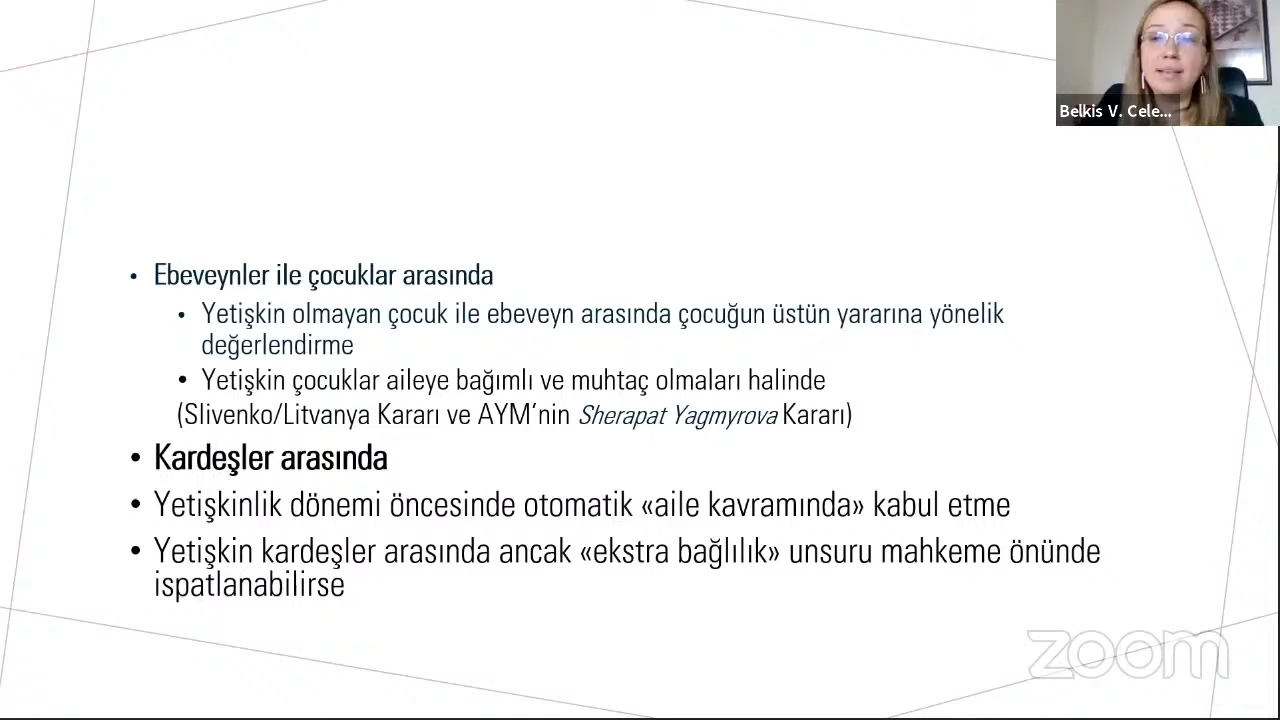 Belkis V. Cele...
• Ebeveynler ile çocuklar arasında
• Yetişkin olmayan çocuk ile ebeveyn arasında çocuğun üstün yararına yönelik
değerlendirme
• Yetişkin çocuklar aileye bağımlı ve muhtaç olmaları halinde
(Slivenko/Litvanya Kararı ve AYM’nin Sherapat Yagmyrova Kararı)
• Kardeşler arasında
• Yetişkinlik dönemi öncesinde otomatik «aile kavramında» kabul etme
• Yetişkin kardeşler arasında ancak «ekstra bağlılık» unsuru mahkeme önünde
ispatlanabilirse
zoom